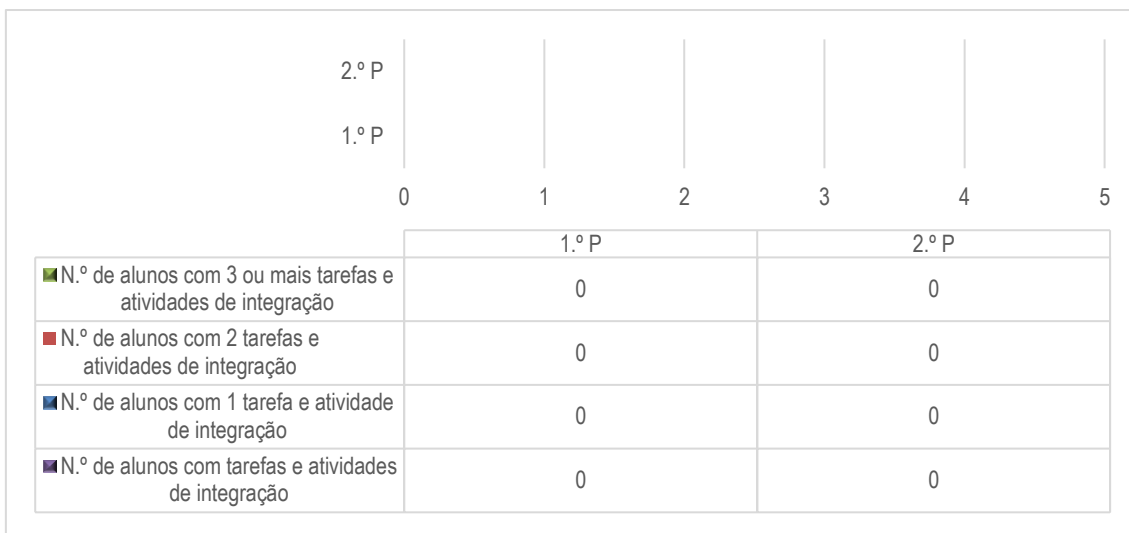 2.º P
1.º P
0 1 2 3 4 5
1.º P 2.º P
N.º de alunos com 3 ou mais tarefas e
atividades de integração 0 0
N.º de alunos com 2 tarefas e
atividades de integração 0 0
N.º de alunos com 1 tarefa e atividade
de integração 0 0
N.º de alunos com tarefas e atividades
de integração 0 0